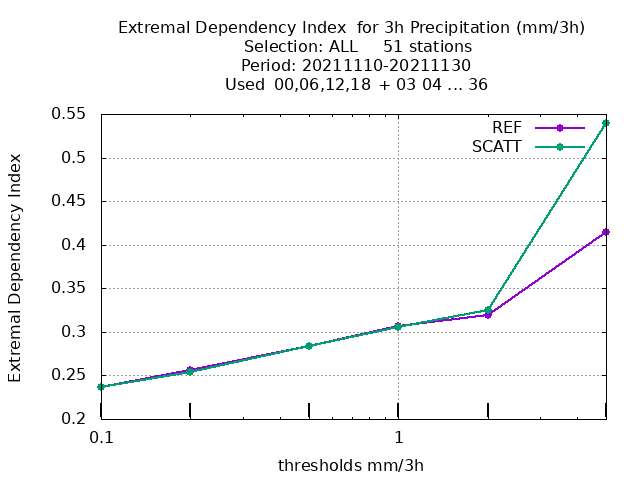 Extremal Dependency Index  for 3h Precipitation (mm/3h)
Selection: ALL     51 stations
Period: 20211110-20211130
Used  00,06,12,18 + 03 04 ... 36
0.55
REF
SCATT
0.5
0.45
0.4
0.35
0.3
0.25
0.2
Extremal Dependency Index
0.1
1
thresholds mm/3h